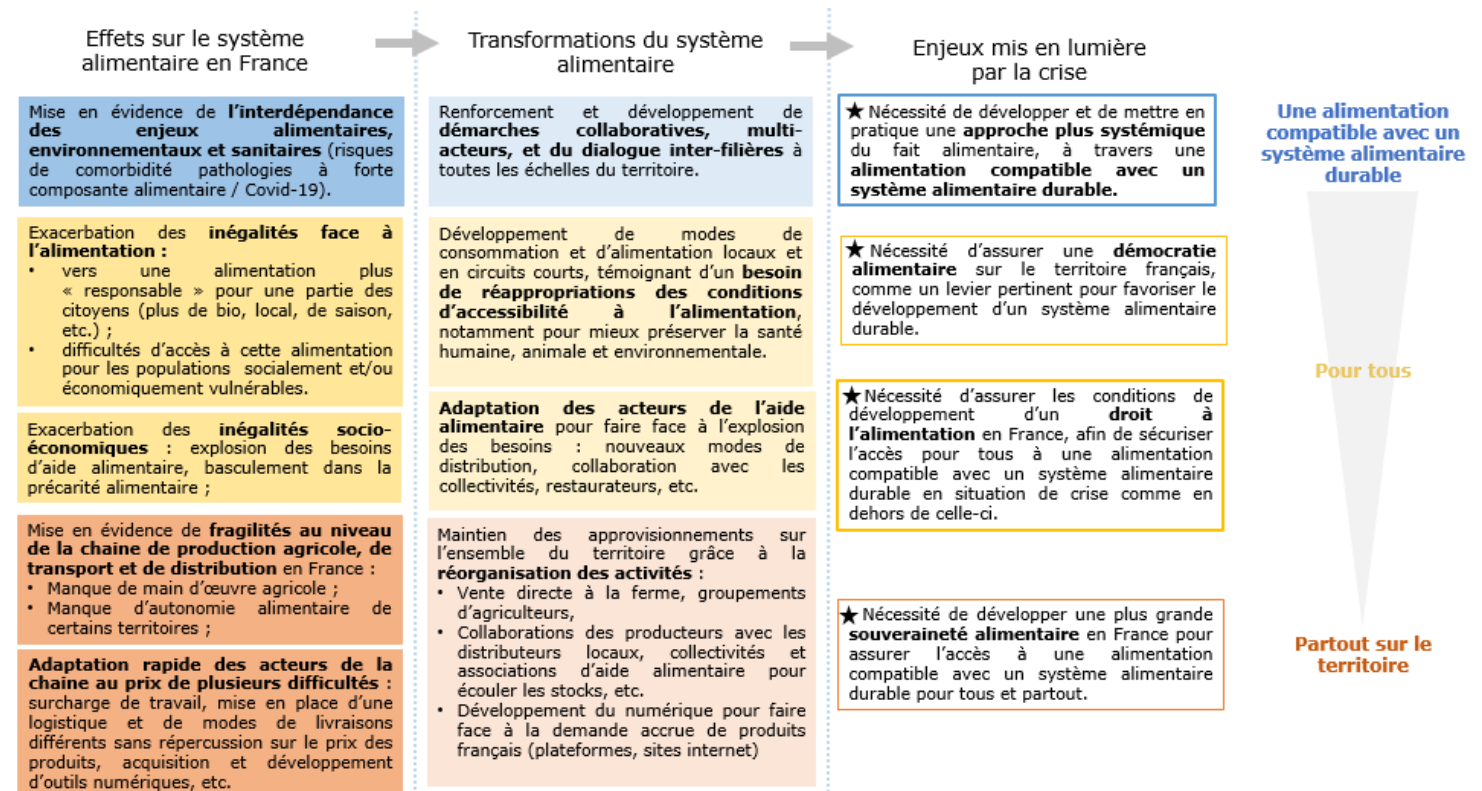 Effets sur le système
alimentaire en France
Transformations du système
alimentaire
Enjeux mis en lumière
par la crise
Mise en évidence de l'interdépendance
des enjeux alimentaires,
environnementaux et sanitaires (risques
de comorbidité pathologies à forte
composante alimentaire / Covid-19).
Exacerbation des inégalités face à
l'alimentation :
• vers une alimentation plus
« responsable » pour une partie des
citoyens (plus de bio, local, de saison,
etc.) ;
• difficultés d'accès à cette alimentation
pour les populations socialement et/ou
économiquement vulnérables.
Exacerbation des inégalités socio-
économiques : explosion des besoins
d'aide alimentaire, basculement dans la
précarité alimentaire ;
Mise en évidence de fragilités au niveau
de la chaine de production agricole, de
transport et de distribution en France :
• Manque de main d'œuvre agricole ;
• Manque d'autonomie alimentaire de
certains territoires ;
Adaptation rapide des acteurs de la
chaine au prix de plusieurs difficultés :
surcharge de travail, mise en place d'une
logistique et de modes de livraisons
différents sans répercussion sur le prix des
produits, acquisition et développement
d'outils numériques, etc.
Renforcement et développement de
démarches collaboratives, multi-
acteurs, et du dialogue inter-filières à
toutes les échelles du territoire.
Développement de modes de
consommation et d'alimentation locaux et
en circuits courts, témoignant d'un besoin
de réappropriations des conditions
d'accessibilité à l'alimentation,
notamment pour mieux préserver la santé
humaine, animale et environnementale.
Adaptation des acteurs de l'aide
alimentaire pour faire face à l'explosion
des besoins : nouveaux modes de
distribution, collaboration avec les
collectivités, restaurateurs, etc.
Maintien des approvisionnements sur
l'ensemble du territoire grâce à la
réorganisation des activités :
• Vente directe à la ferme, groupements
d'agriculteurs,
• Collaborations des producteurs avec les
distributeurs locaux, collectivités et
associations d'aide alimentaire pour
écouler les stocks, etc.
• Développement du numérique pour faire
face à la demande accrue de produits
français (plateformes, sites internet)
★ Nécessité de développer et de mettre en
pratique une approche plus systémique
du fait alimentaire, à travers une
alimentation compatible avec un
système alimentaire durable.
★ Nécessité d'assurer une démocratie
alimentaire sur le territoire français,
comme un levier pertinent pour favoriser le
développement d'un système alimentaire
durable.
★ Nécessité d'assurer les conditions de
développement d'un droit à
l'alimentation en France, afin de sécuriser
l'accès pour tous à une alimentation
compatible avec un système alimentaire
durable en situation de crise comme en
dehors de celle-ci.
★ Nécessité de développer une plus grande
souveraineté alimentaire en France pour
assurer l'accès à une alimentation
compatible avec un système alimentaire
durable pour tous et partout.
Une alimentation
compatible avec un
système alimentaire
durable
Pour tous
Partout sur le
territoire